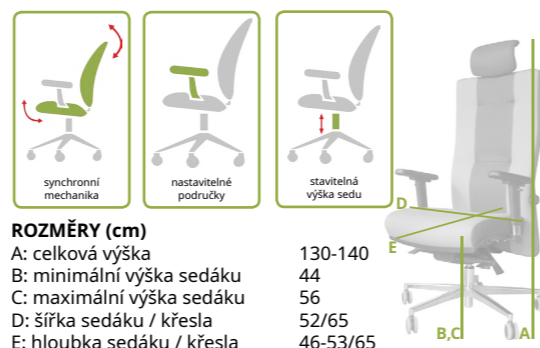 synchronní
mechanika
nastavitelné
područky
stavitelná
výška sedu
ROZMĚRY (cm)
A: celková výška 130-140
B: minimální výška sedáku 44
C: maximální výška sedáku 56
D: šířka sedáku / křesla 52/65
E: hloubka sedáku / křesla 46-53/65
D
E
B,C
A